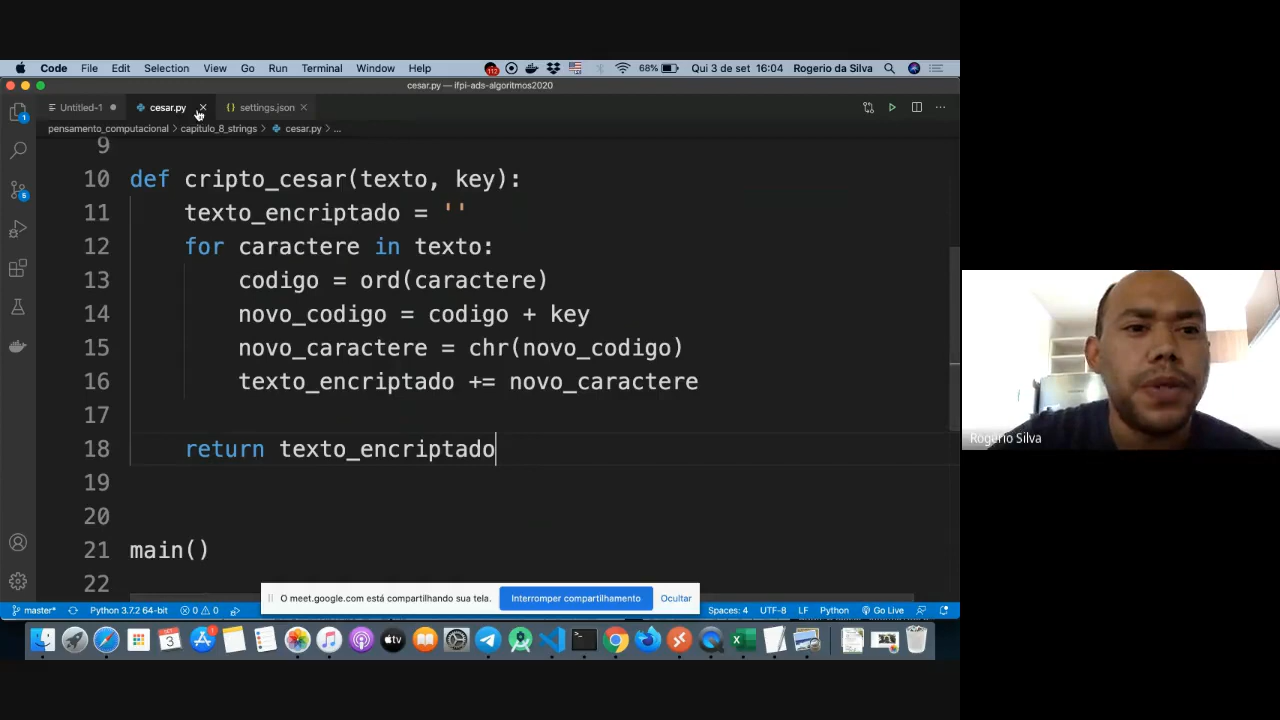 Code File Edit Selection View Go Run Terminal Window Help 112 68% Qui 3 de set 16:04 Rogerio da Silva
cesar.py — ifpi-ads-algoritmos2020
Untitled-1 cesar.py settings.json
pensamento_computacional > capitulo_8_strings > cesar.py > ...
9
10 def cripto_cesar(texto, key):
11 texto_encriptado = ''
12 for caractere in texto:
13 codigo = ord(caractere)
14 novo_codigo = codigo + key
15 novo_caractere = chr(novo_codigo)
16 texto_encriptado += novo_caractere
17
18 return texto_encriptado
19
20
21 main()
22
Rogério Silva
O meet.google.com está compartilhando sua tela. Interromper compartilhamento Ocultar
master* Python 3.7.2 64-bit 0 0 Spaces: 4 UTF-8 LF Python Go Live